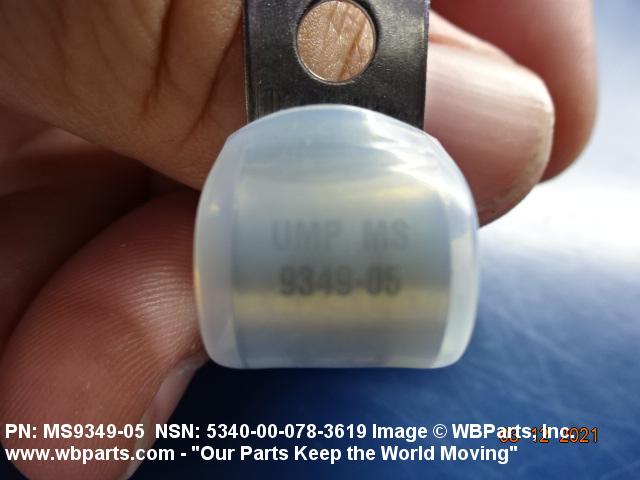 UMP MS
9349-05
PN: MS9349-05 NSN: 5340-00-078-3619 Image © WBParts, Inc.
www.wbparts.com - "Our Parts Keep the World Moving"